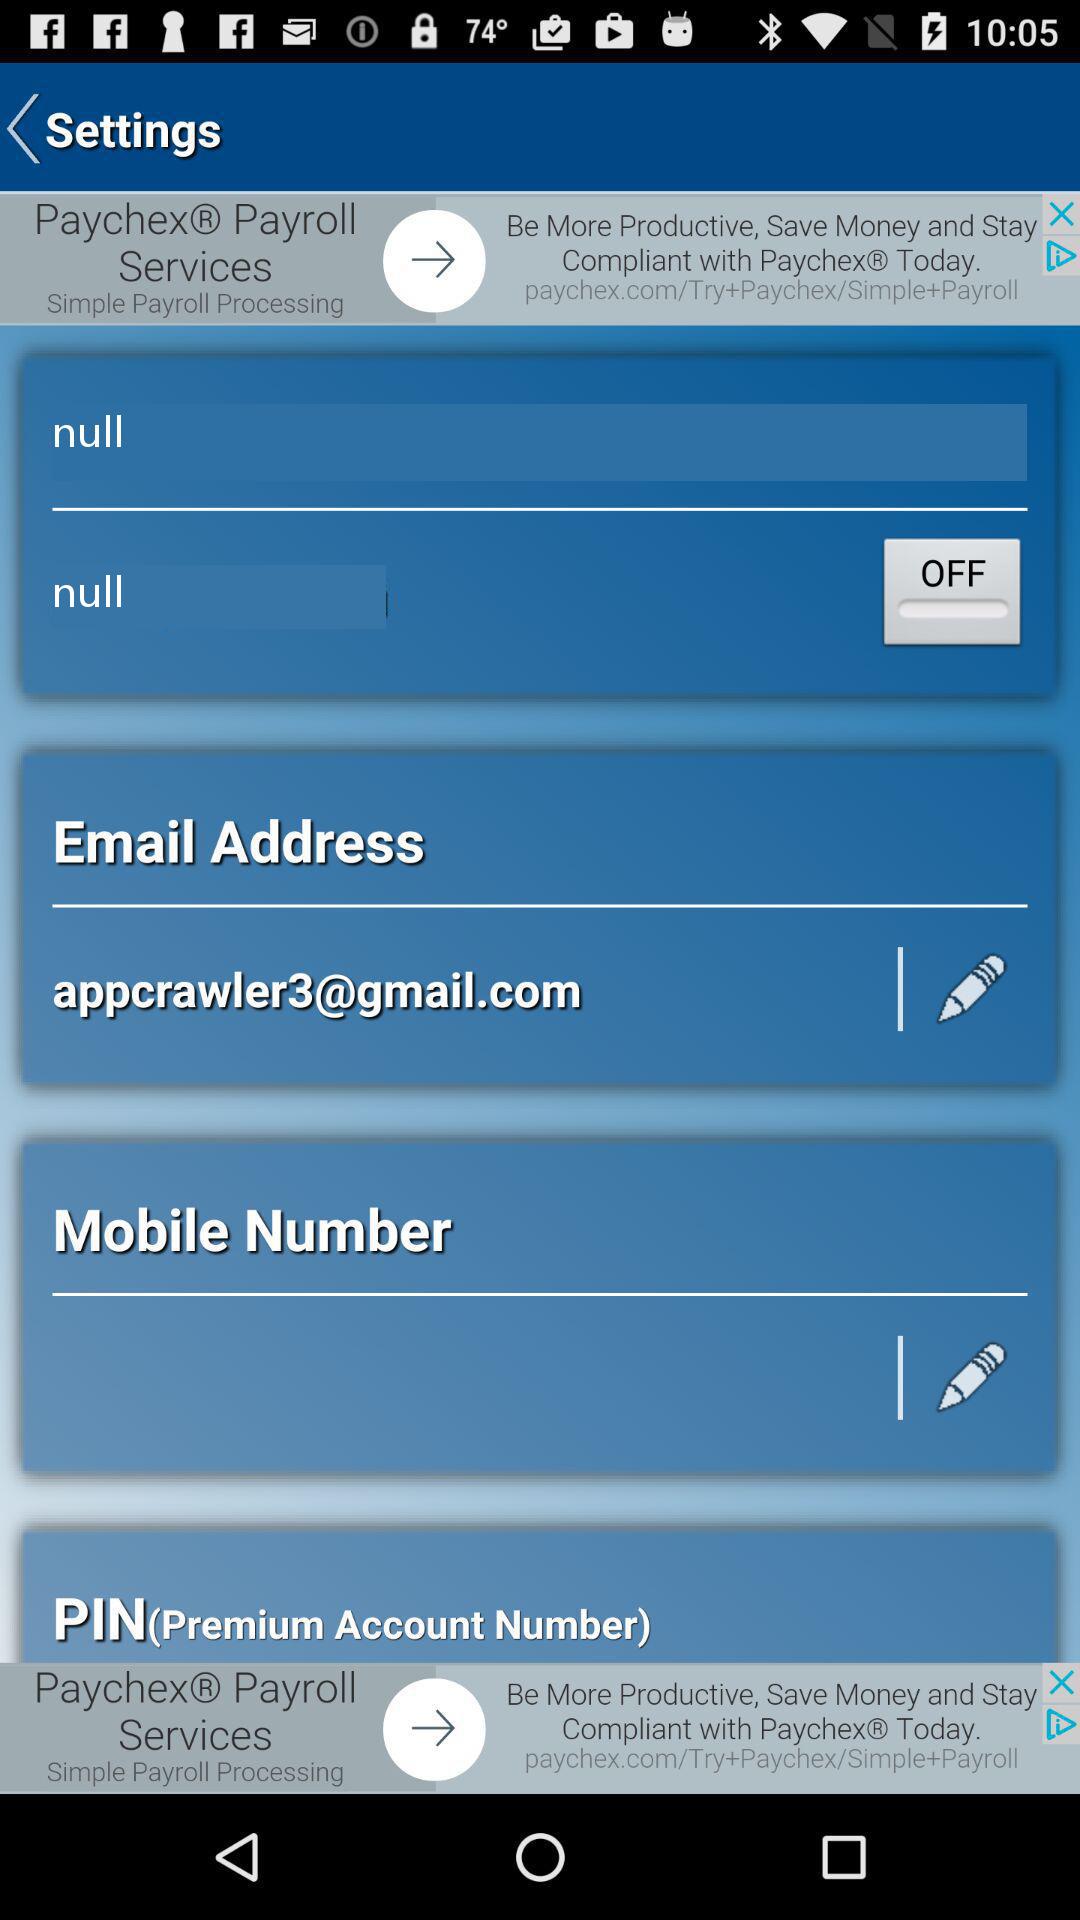 74° 10:05
Settings
Paychex® Payroll
Services
Simple Payroll Processing
Be More Productive, Save Money and Stay
Compliant with Paychex® Today.
paychex.com/Try+Paychex/Simple+Payroll
null
null
OFF
Email Address
appcrawler3@gmail.com
Mobile Number
PIN(Premium Account Number)
Paychex® Payroll
Services
Simple Payroll Processing
Be More Productive, Save Money and Stay
Compliant with Paychex® Today.
paychex.com/Try+Paychex/Simple+Payroll